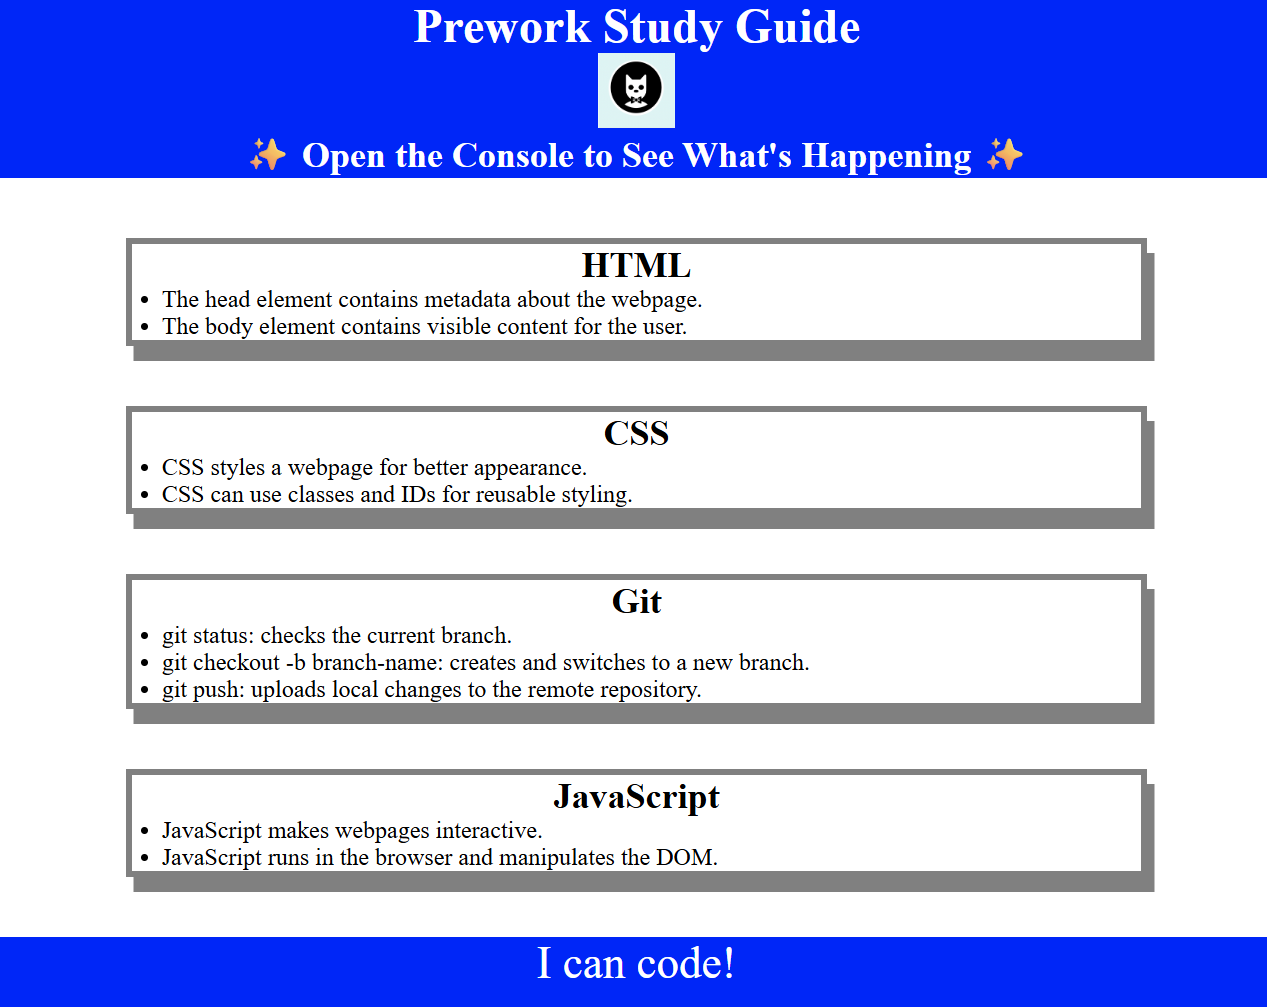 Prework Study Guide
✨ Open the Console to See What's Happening ✨
HTML
• The head element contains metadata about the webpage.
• The body element contains visible content for the user.
CSS
• CSS styles a webpage for better appearance.
• CSS can use classes and IDs for reusable styling.
Git
• git status: checks the current branch.
• git checkout -b branch-name: creates and switches to a new branch.
• git push: uploads local changes to the remote repository.
JavaScript
• JavaScript makes webpages interactive.
• JavaScript runs in the browser and manipulates the DOM.
I can code!